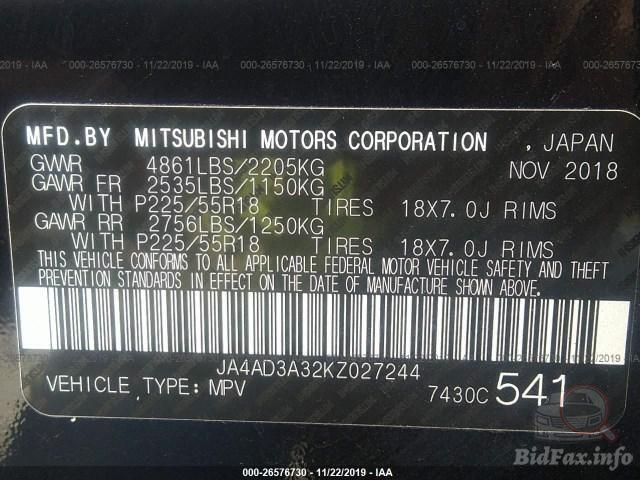 000-26576730 — 11/22/2019 — IAA
MFD.BY MITSUBISHI MOTORS CORPORATION , JAPAN
GVWR 4861LBS/2205KG NOV 2018
GAWR FR 2535LBS/1150KG
WITH P225/55R18 TIRES 18X7.0J RIMS
GAWR RR 2756LBS/1250KG
WITH P225/55R18 TIRES 18X7.0J RIMS
THIS VEHICLE CONFORMS TO ALL APPLICABLE FEDERAL MOTOR VEHICLE SAFETY AND THEFT
PREVENTION STANDARDS IN EFFECT ON THE DATE OF MANUFACTURE SHOWN ABOVE.
JA4AD3A32KZ027244
VEHICLE TYPE: MPV 7430C 541
BidFax.info
000-26576730 — 11/22/2019 — IAA